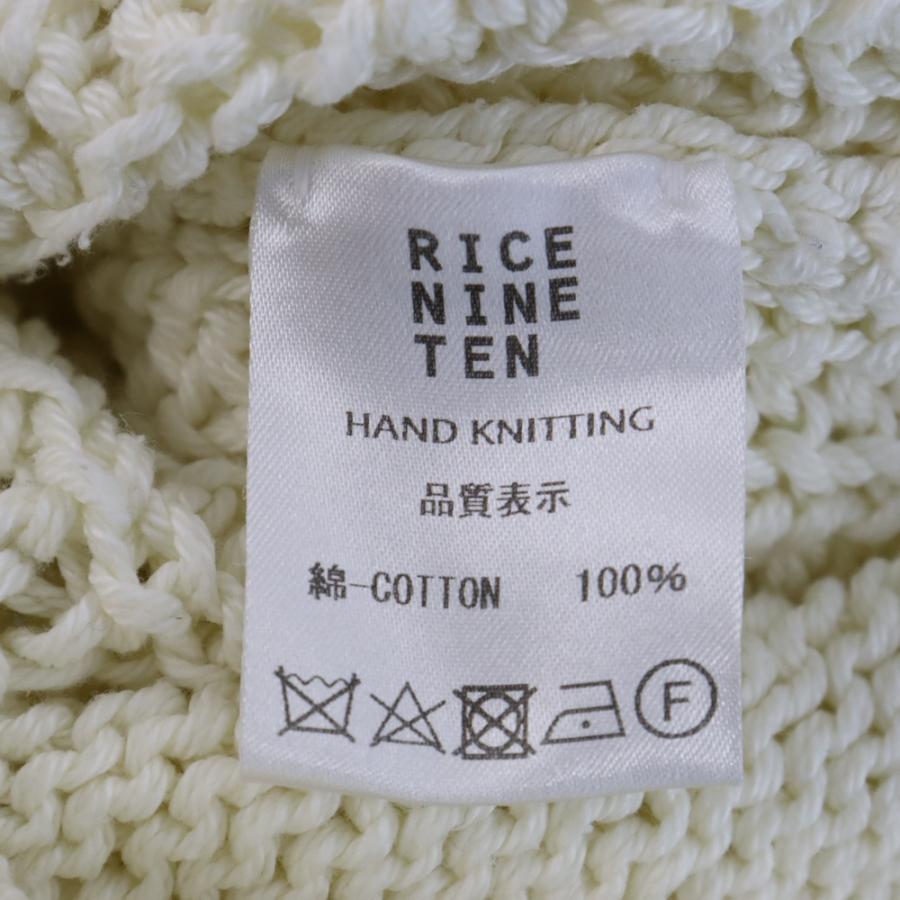 RICE
NINE
TEN
HAND KNITTING
品質表示
綿-COTTON 100%
F